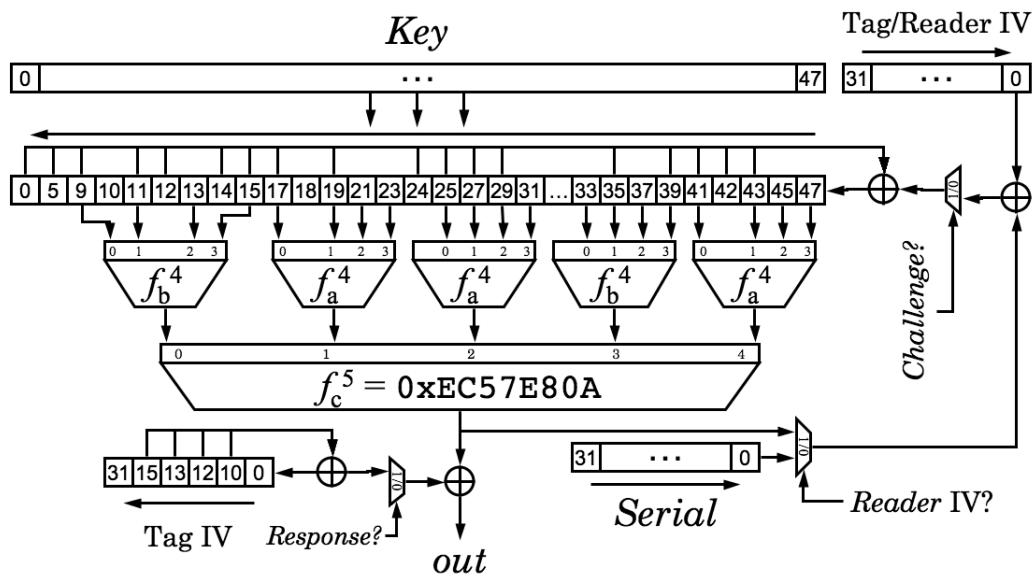 Key
Tag/Reader IV
0 ... 47
31 ... 0
0 5 9 10 11 12 13 14 15 17 18 19 21 23 24 25 27 29 31 ... 33 35 37 39 41 42 43 45 47
1/0
0 1 2 3
0 1 2 3
0 1 2 3
0 1 2 3
0 1 2 3
f_b^4
f_a^4
f_a^4
f_b^4
f_a^4
Challenge?
0 1 2 3 4
f_c^5 = 0xEC57E80A
31 15 13 12 10 0
1/0
31 ... 0
1/0
Tag IV
Response?
out
Serial
Reader IV?